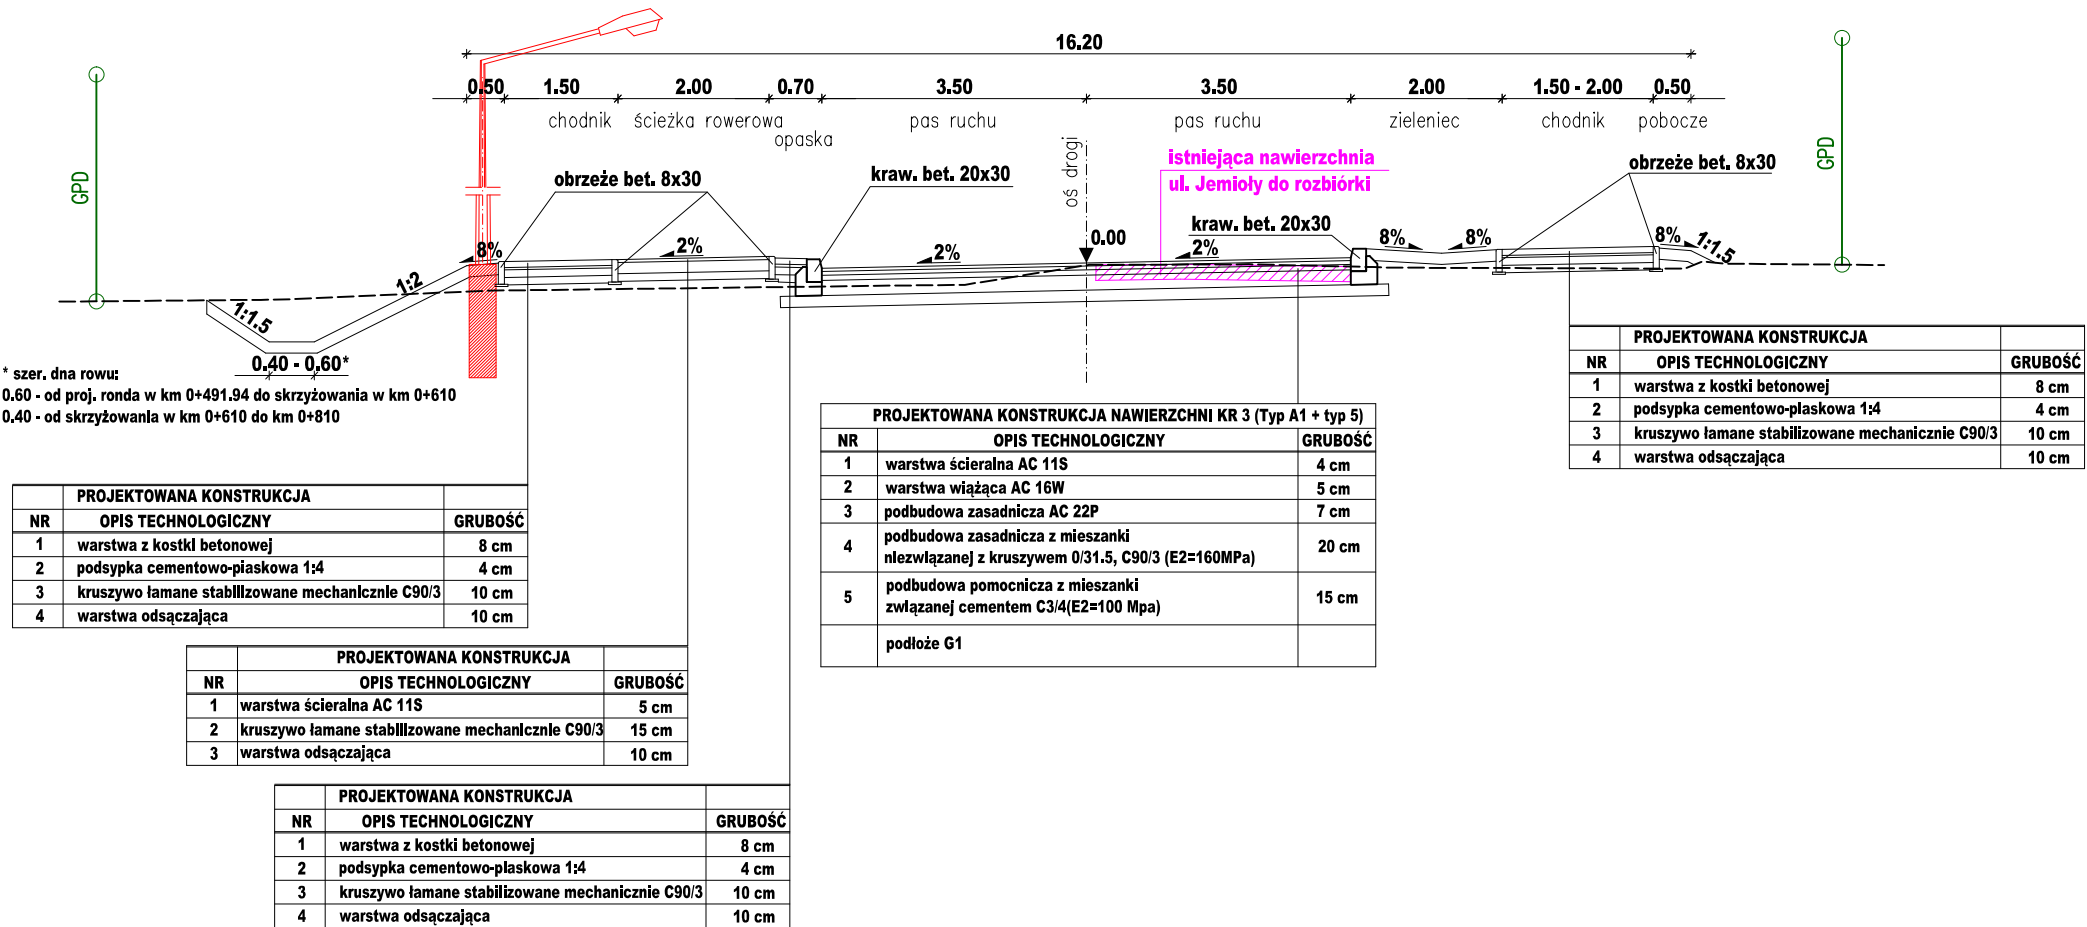 16.20
0.50 1.50 2.00 0.70 3.50 3.50 2.00 1.50 - 2.00 0.50
chodnik ścieżka rowerowa opaska pas ruchu pas ruchu zieleniec chodnik pobocze
GPD
GPD
oś drogi
istniejąca nawierzchnia
ul. Jemioły do rozbiórki
obrzeże bet. 8x30
kraw. bet. 20x30
kraw. bet. 20x30
obrzeże bet. 8x30
0.00
8% 2% 2% 2% 8% 8% 8% 1:1.5
1:2
1:1.5
0.40 - 0.60*
* szer. dna rowu:
0.60 - od proj. ronda w km 0+491.94 do skrzyżowania w km 0+610
0.40 - od skrzyżowania w km 0+610 do km 0+810
PROJEKTOWANA KONSTRUKCJA
NR OPIS TECHNOLOGICZNY GRUBOŚĆ
1 warstwa z kostki betonowej 8 cm
2 podsypka cementowo-piaskowa 1:4 4 cm
3 kruszywo łamane stabilizowane mechanicznie C90/3 10 cm
4 warstwa odsączająca 10 cm
PROJEKTOWANA KONSTRUKCJA NAWIERZCHNI KR 3 (Typ A1 + typ 5)
NR OPIS TECHNOLOGICZNY GRUBOŚĆ
1 warstwa ścieralna AC 11S 4 cm
2 warstwa wiążąca AC 16W 5 cm
3 podbudowa zasadnicza AC 22P 7 cm
4 podbudowa zasadnicza z mieszanki
niezwiązanej z kruszywem 0/31.5, C90/3 (E2=160MPa) 20 cm
5 podbudowa pomocnicza z mieszanki
związanej cementem C3/4(E2=100 Mpa) 15 cm
podłoże G1
PROJEKTOWANA KONSTRUKCJA
NR OPIS TECHNOLOGICZNY GRUBOŚĆ
1 warstwa z kostki betonowej 8 cm
2 podsypka cementowo-piaskowa 1:4 4 cm
3 kruszywo łamane stabilizowane mechanicznie C90/3 10 cm
4 warstwa odsączająca 10 cm
PROJEKTOWANA KONSTRUKCJA
NR OPIS TECHNOLOGICZNY GRUBOŚĆ
1 warstwa ścieralna AC 11S 5 cm
2 kruszywo łamane stabilizowane mechanicznie C90/3 15 cm
3 warstwa odsączająca 10 cm
PROJEKTOWANA KONSTRUKCJA
NR OPIS TECHNOLOGICZNY GRUBOŚĆ
1 warstwa z kostki betonowej 8 cm
2 podsypka cementowo-piaskowa 1:4 4 cm
3 kruszywo łamane stabilizowane mechanicznie C90/3 10 cm
4 warstwa odsączająca 10 cm